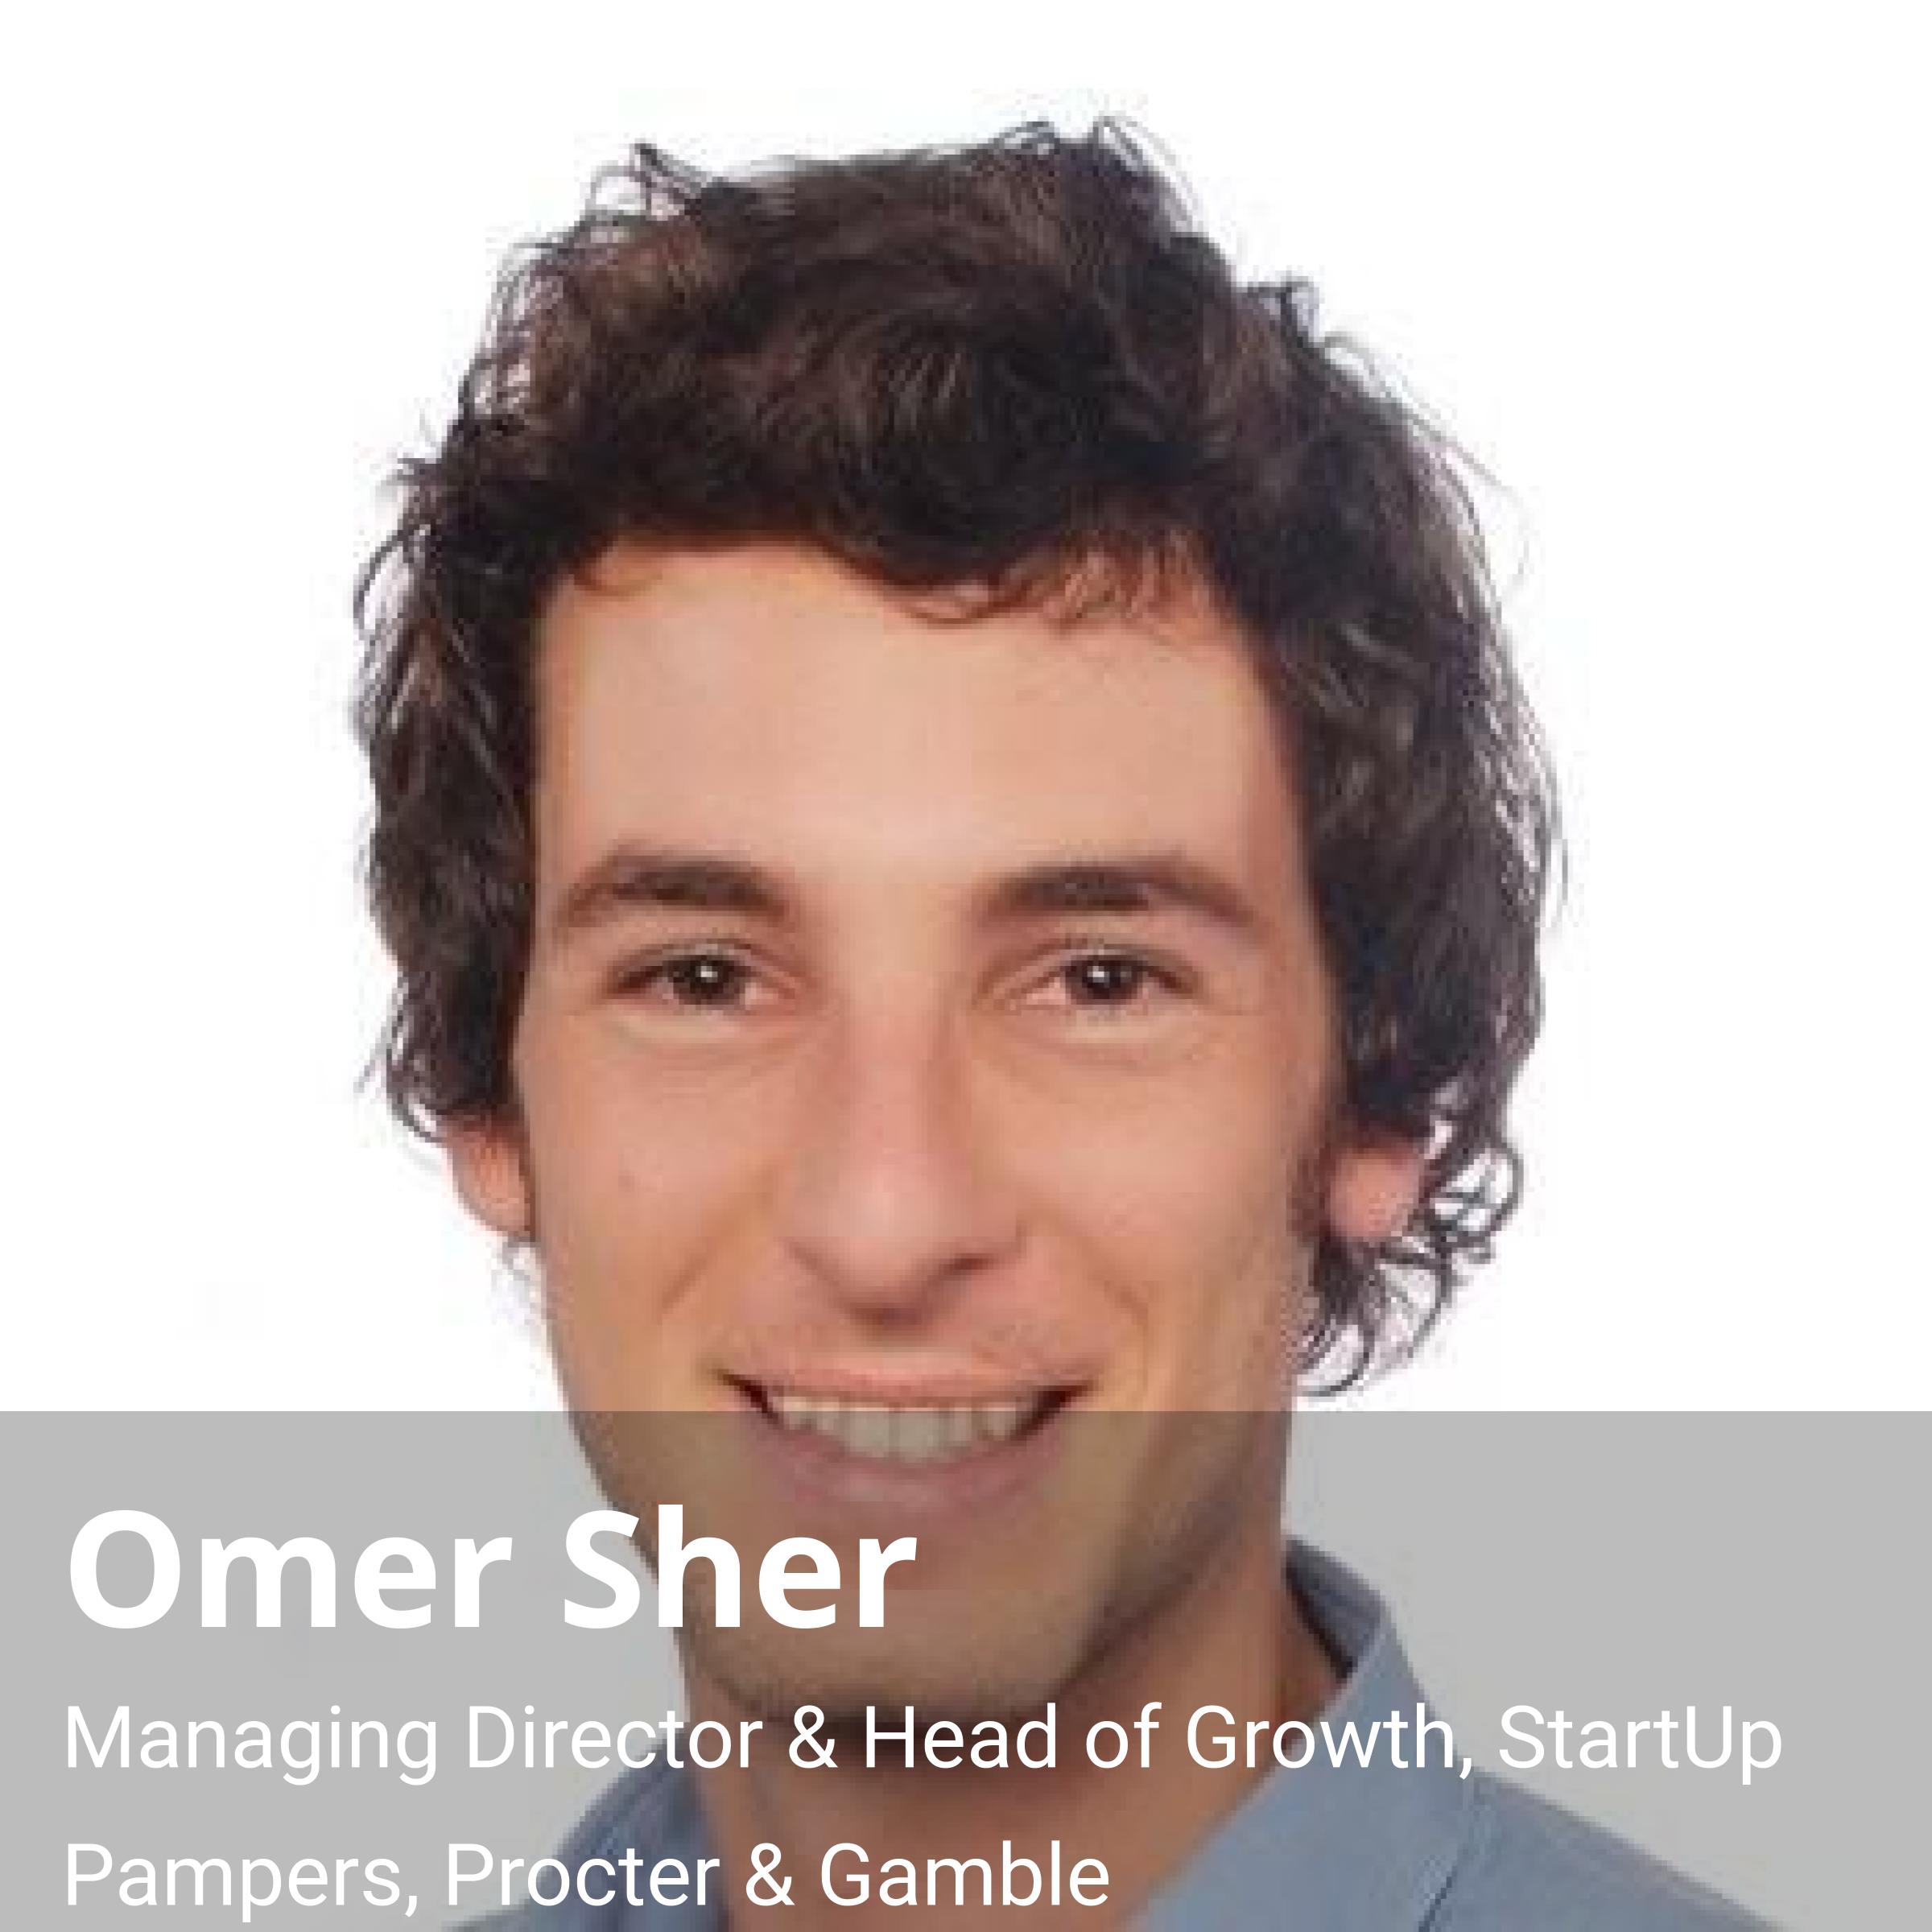 Omer Sher
Managing Director & Head of Growth, StartUp
Pampers, Procter & Gamble